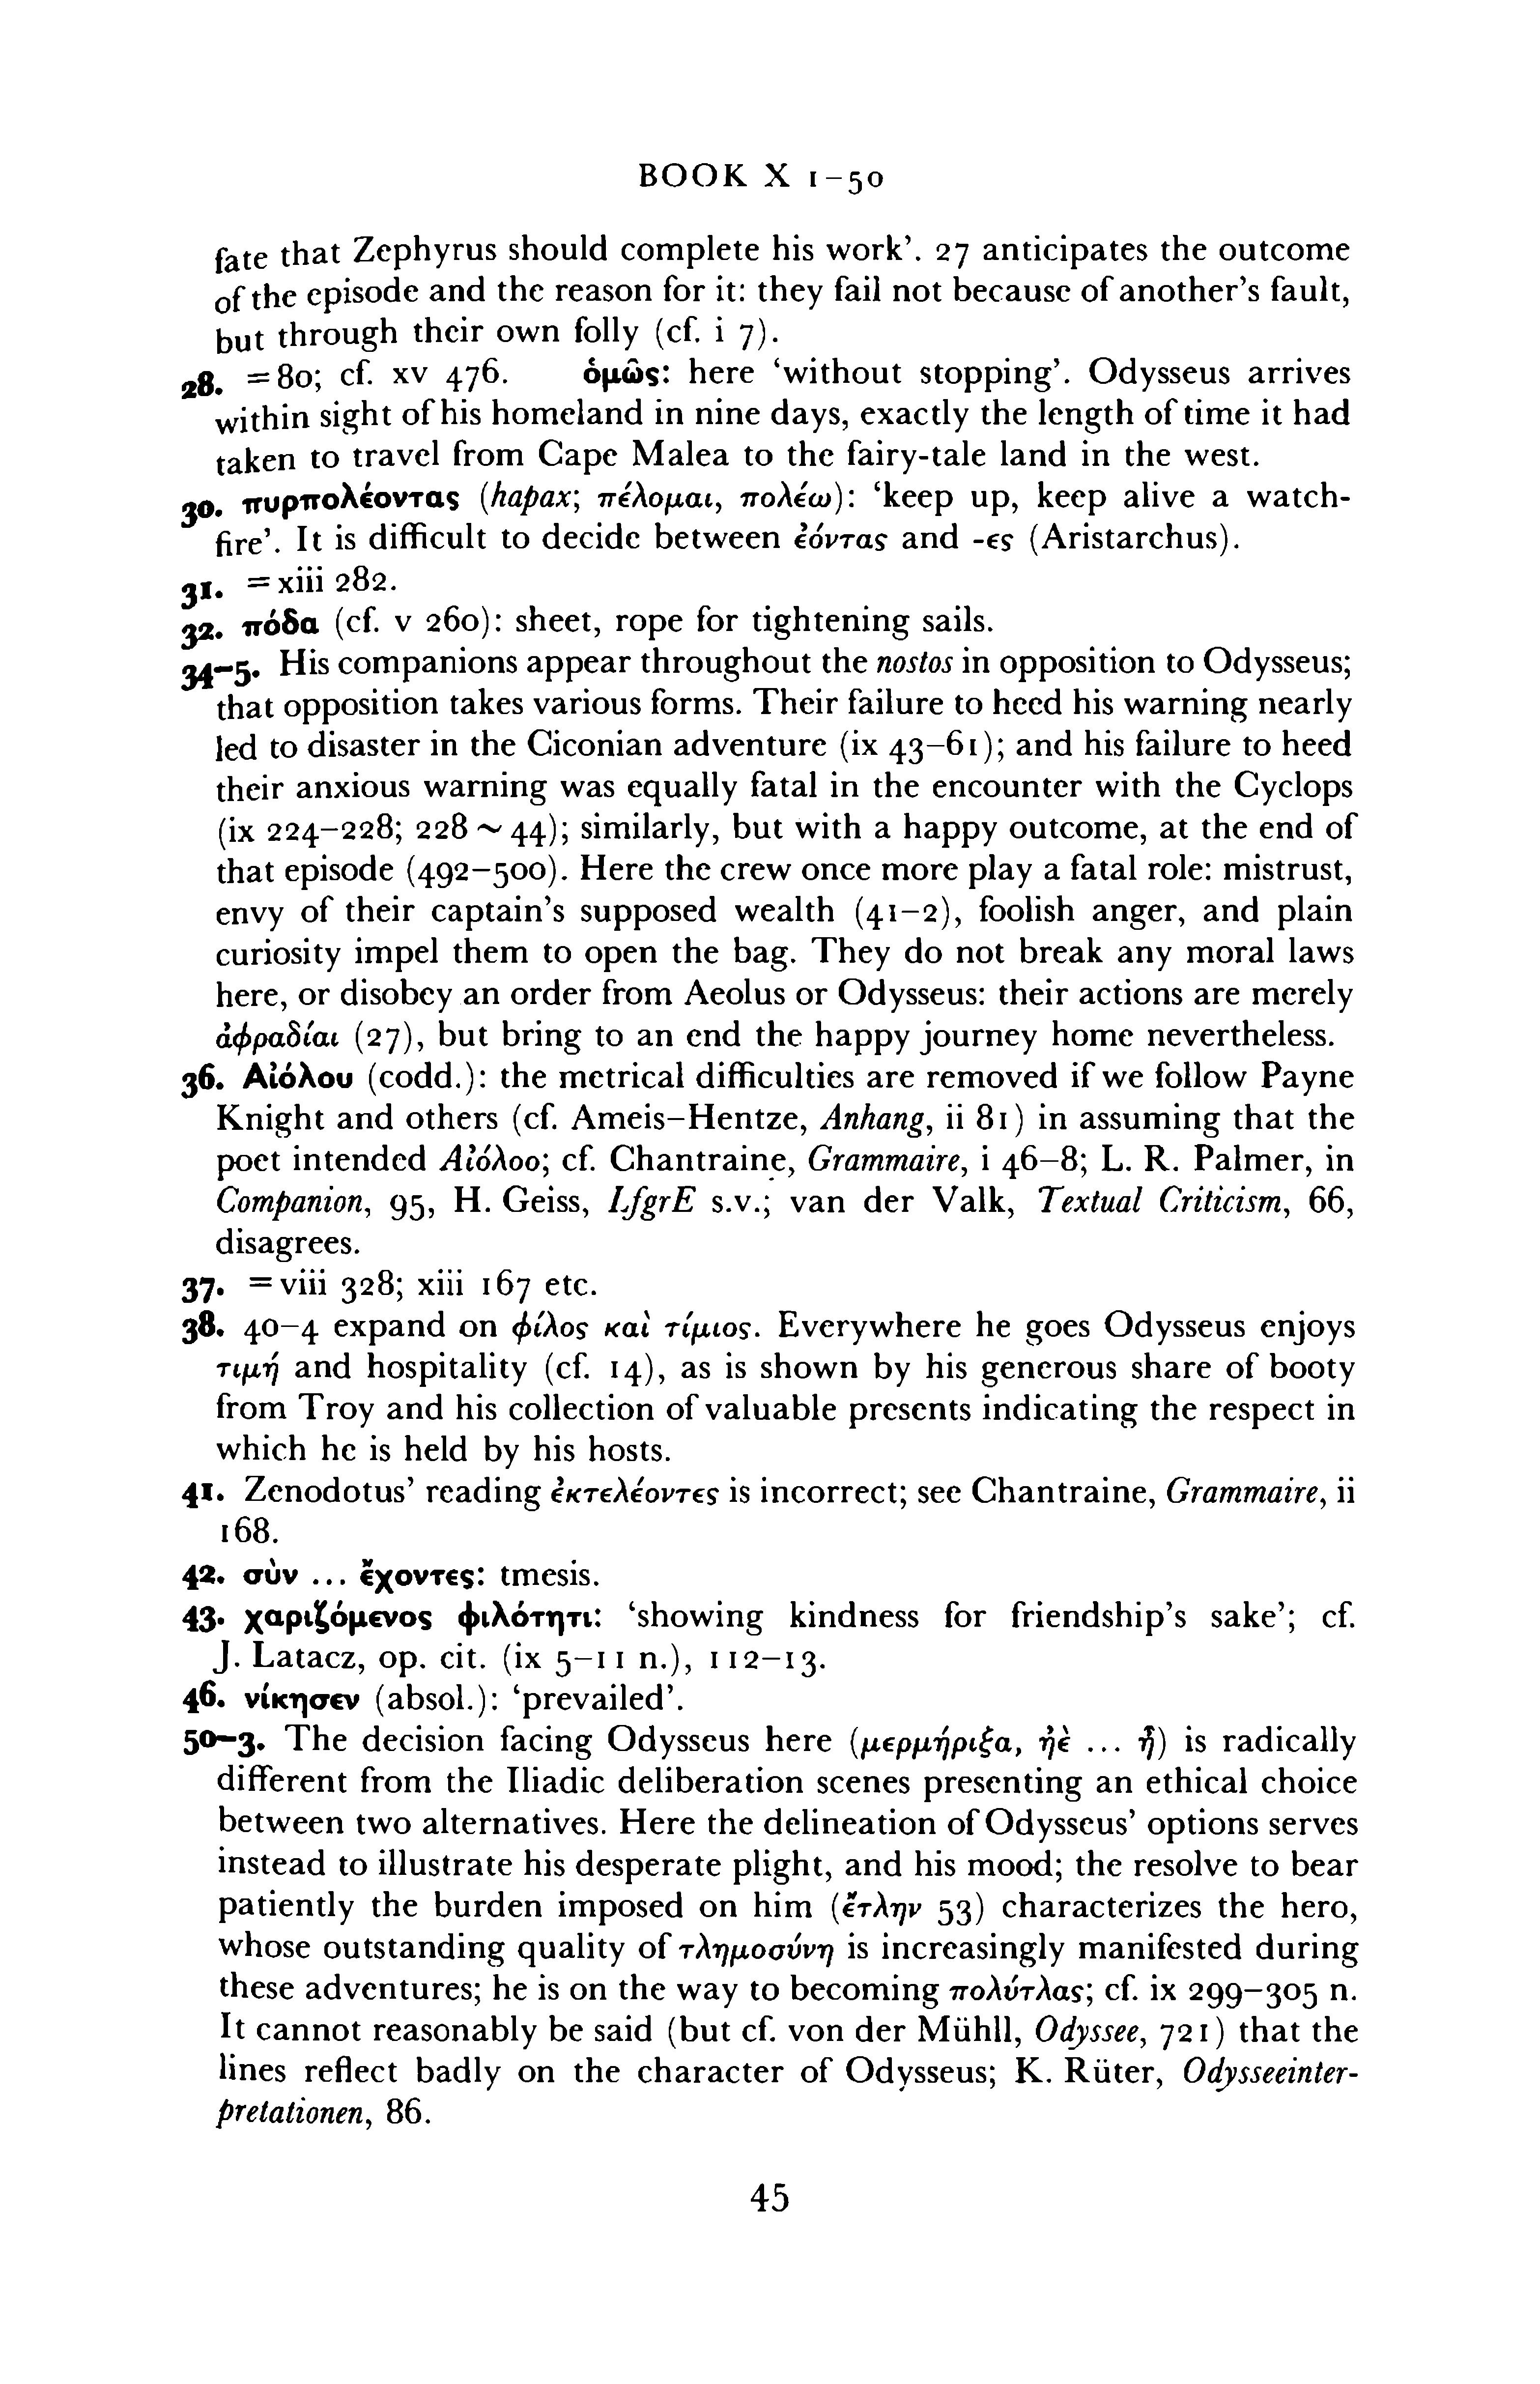 BOOK X 1–50
fate that Zephyrus should complete his work’. 27 anticipates the outcome
of the episode and the reason for it: they fail not because of another’s fault,
but through their own folly (cf. i 7).
28. =80; cf. xv 476. ὁμῶς: here ‘without stopping’. Odysseus arrives
within sight of his homeland in nine days, exactly the length of time it had
taken to travel from Cape Malea to the fairy-tale land in the west.
30. πυρπολέοντας (hapax; πέλομαι, πολέω): ‘keep up, keep alive a watch-
fire’. It is difficult to decide between ἐόντας and -ες (Aristarchus).
31. =xiii 282.
32. πόδα (cf. v 260): sheet, rope for tightening sails.
34–5. His companions appear throughout the nostos in opposition to Odysseus;
that opposition takes various forms. Their failure to heed his warning nearly
led to disaster in the Ciconian adventure (ix 43–61); and his failure to heed
their anxious warning was equally fatal in the encounter with the Cyclops
(ix 224–228; 228 ~ 44); similarly, but with a happy outcome, at the end of
that episode (492–500). Here the crew once more play a fatal role: mistrust,
envy of their captain’s supposed wealth (41–2), foolish anger, and plain
curiosity impel them to open the bag. They do not break any moral laws
here, or disobey an order from Aeolus or Odysseus: their actions are merely
ἀφραδίαι (27), but bring to an end the happy journey home nevertheless.
36. Αἰόλου (codd.): the metrical difficulties are removed if we follow Payne
Knight and others (cf. Ameis–Hentze, Anhang, ii 81) in assuming that the
poet intended Αἰόλοο; cf. Chantraine, Grammaire, i 46–8; L. R. Palmer, in
Companion, 95, H. Geiss, LfgrE s.v.; van der Valk, Textual Criticism, 66,
disagrees.
37. =viii 328; xiii 167 etc.
38. 40–4 expand on φίλος καὶ τίμιος. Everywhere he goes Odysseus enjoys
τιμή and hospitality (cf. 14), as is shown by his generous share of booty
from Troy and his collection of valuable presents indicating the respect in
which he is held by his hosts.
41. Zenodotus’ reading ἐκτελέοντες is incorrect; see Chantraine, Grammaire, ii
168.
42. σὺν ... ἔχοντες: tmesis.
43. χαριζόμενος φιλότητι: ‘showing kindness for friendship’s sake’; cf.
J. Latacz, op. cit. (ix 5–11 n.), 112–13.
46. νίκησεν (absol.): ‘prevailed’.
50–3. The decision facing Odysseus here (μερμήριξα, ἠὲ ... ἦ) is radically
different from the Iliadic deliberation scenes presenting an ethical choice
between two alternatives. Here the delineation of Odysseus’ options serves
instead to illustrate his desperate plight, and his mood; the resolve to bear
patiently the burden imposed on him (ἔτλην 53) characterizes the hero,
whose outstanding quality of τλημοσύνη is increasingly manifested during
these adventures; he is on the way to becoming πολύτλας; cf. ix 299–305 n.
It cannot reasonably be said (but cf. von der Mühll, Odyssee, 721) that the
lines reflect badly on the character of Odysseus; K. Rüter, Odysseeinter-
pretationen, 86.
45